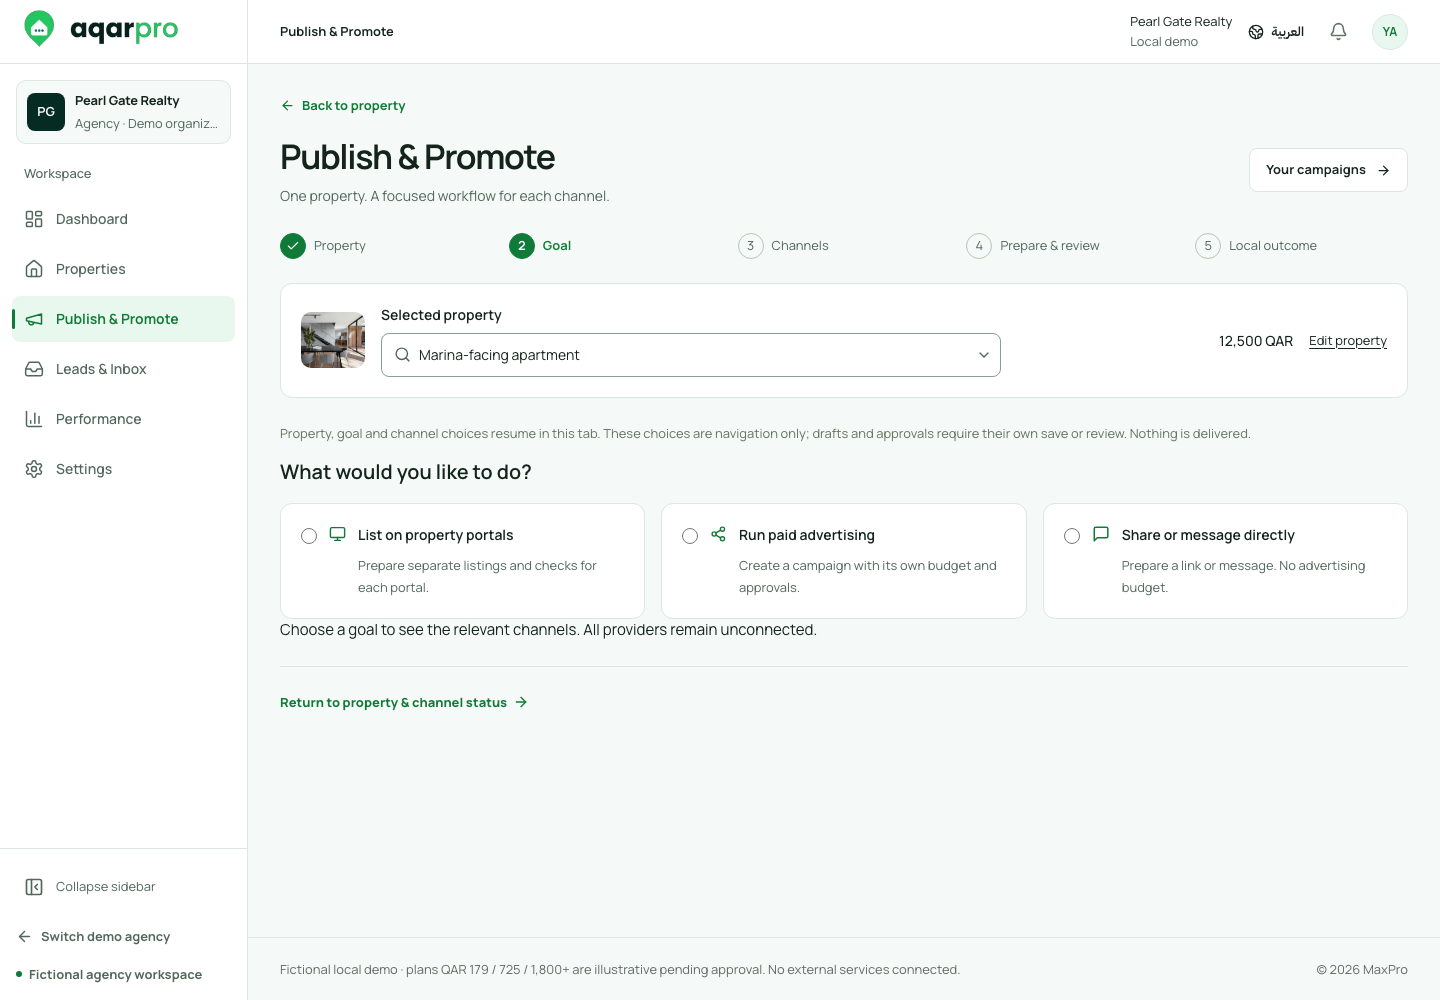 aqarpro
Publish & Promote
Pearl Gate Realty
Local demo
العربية
YA
PG
Pearl Gate Realty
Agency · Demo organiz...
Workspace
Dashboard
Properties
Publish & Promote
Leads & Inbox
Performance
Settings
Collapse sidebar
Switch demo agency
Fictional agency workspace
Back to property
Publish & Promote
One property. A focused workflow for each channel.
Your campaigns
Property
2 Goal
3 Channels
4 Prepare & review
5 Local outcome
Selected property
Marina-facing apartment
12,500 QAR
Edit property
Property, goal and channel choices resume in this tab. These choices are navigation only; drafts and approvals require their own save or review. Nothing is delivered.
What would you like to do?
List on property portals
Prepare separate listings and checks for
each portal.
Run paid advertising
Create a campaign with its own budget and
approvals.
Share or message directly
Prepare a link or message. No advertising
budget.
Choose a goal to see the relevant channels. All providers remain unconnected.
Return to property & channel status
Fictional local demo · plans QAR 179 / 725 / 1,800+ are illustrative pending approval. No external services connected.
© 2026 MaxPro